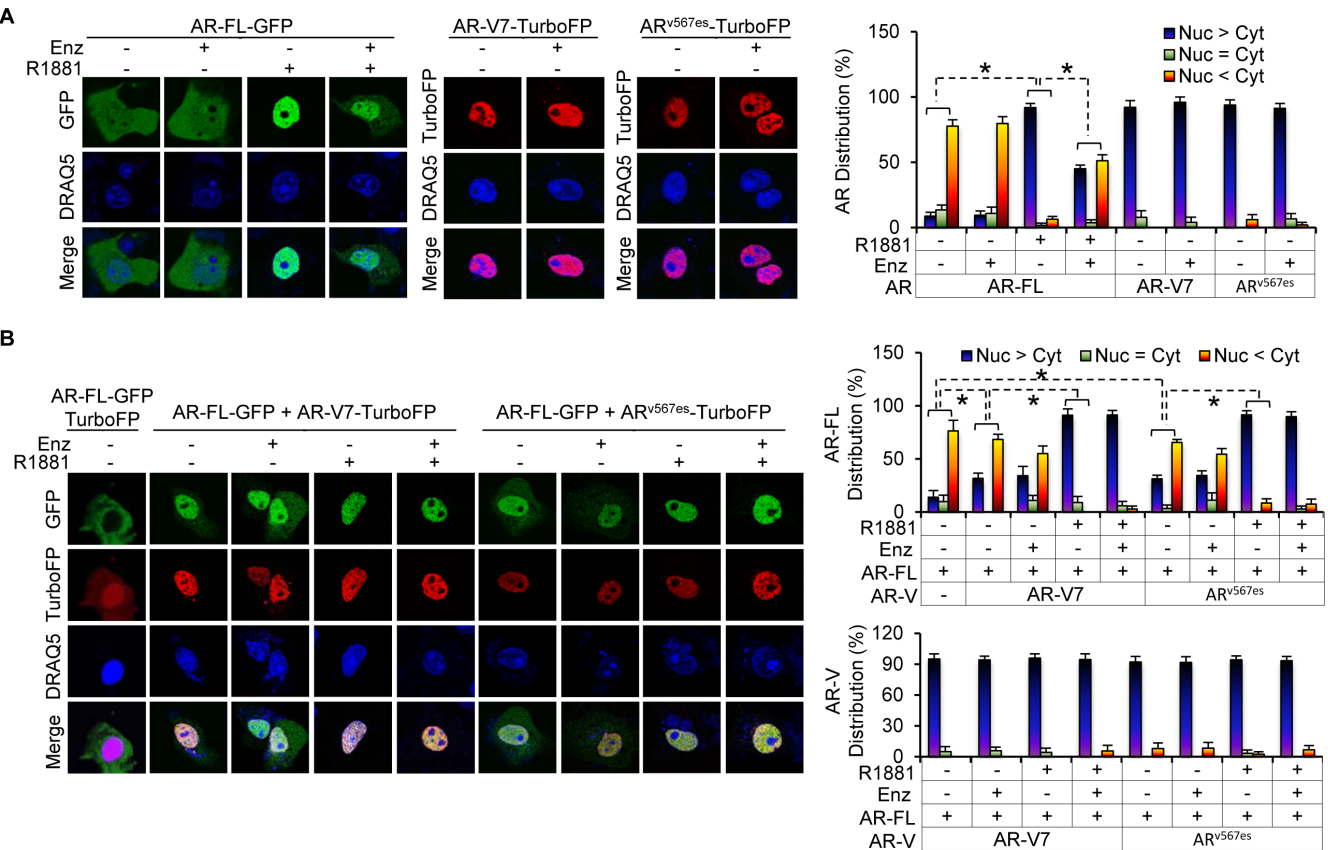 A
AR-FL-GFP
Enz - + - +
R1881 - - + +
GFP
DRAQ5
Merge
AR-V7-TurboFP
- +
- -
TurboFP
DRAQ5
Merge
ARv567es-TurboFP
- +
- -
TurboFP
DRAQ5
Merge
AR Distribution (%)
150
100
50
0
Nuc > Cyt
Nuc = Cyt
Nuc < Cyt
* *
R1881 - - + + - - - -
Enz - + - + - + - +
AR AR-FL AR-V7 ARv567es
B
AR-FL-GFP
TurboFP
AR-FL-GFP + AR-V7-TurboFP
AR-FL-GFP + ARv567es-TurboFP
Enz - - + - + - + - +
R1881 - - - + + - - + +
GFP
TurboFP
DRAQ5
Merge
AR-FL
Distribution (%)
150
100
50
0
Nuc > Cyt Nuc = Cyt Nuc < Cyt
*
* * *
R1881 - - - + + - - + +
Enz - - + - + - + - +
AR-FL + + + + + + + + +
AR-V - AR-V7 ARv567es
AR-V
Distribution (%)
120
90
60
30
0
R1881 - - + + - - + +
Enz - + - + - + - +
AR-FL + + + + + + + +
AR-V AR-V7 ARv567es